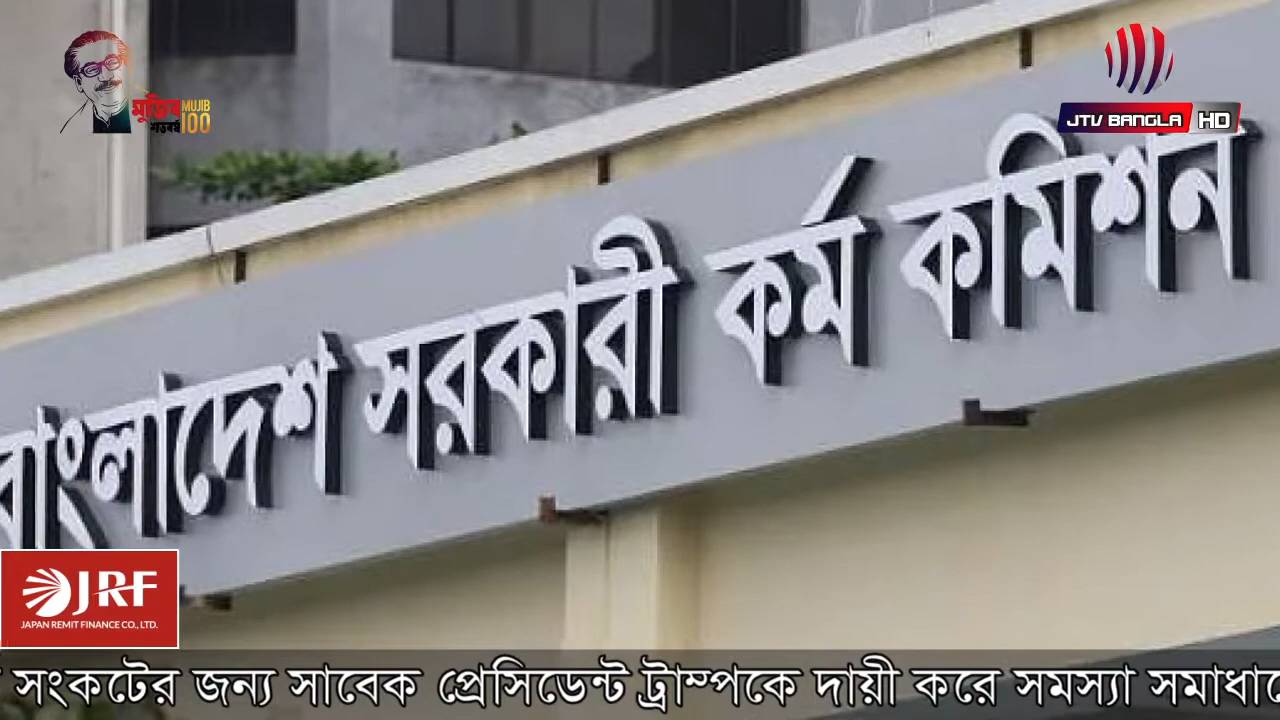 মুজিব
শতবর্ষ
MUJIB
100
JTV BANGLA HD
বাংলাদেশ সরকারী কর্ম কমিশন
JRF
JAPAN REMIT FINANCE CO., LTD.
সংকটের জন্য সাবেক প্রেসিডেন্ট ট্রাম্পকে দায়ী করে সমস্যা